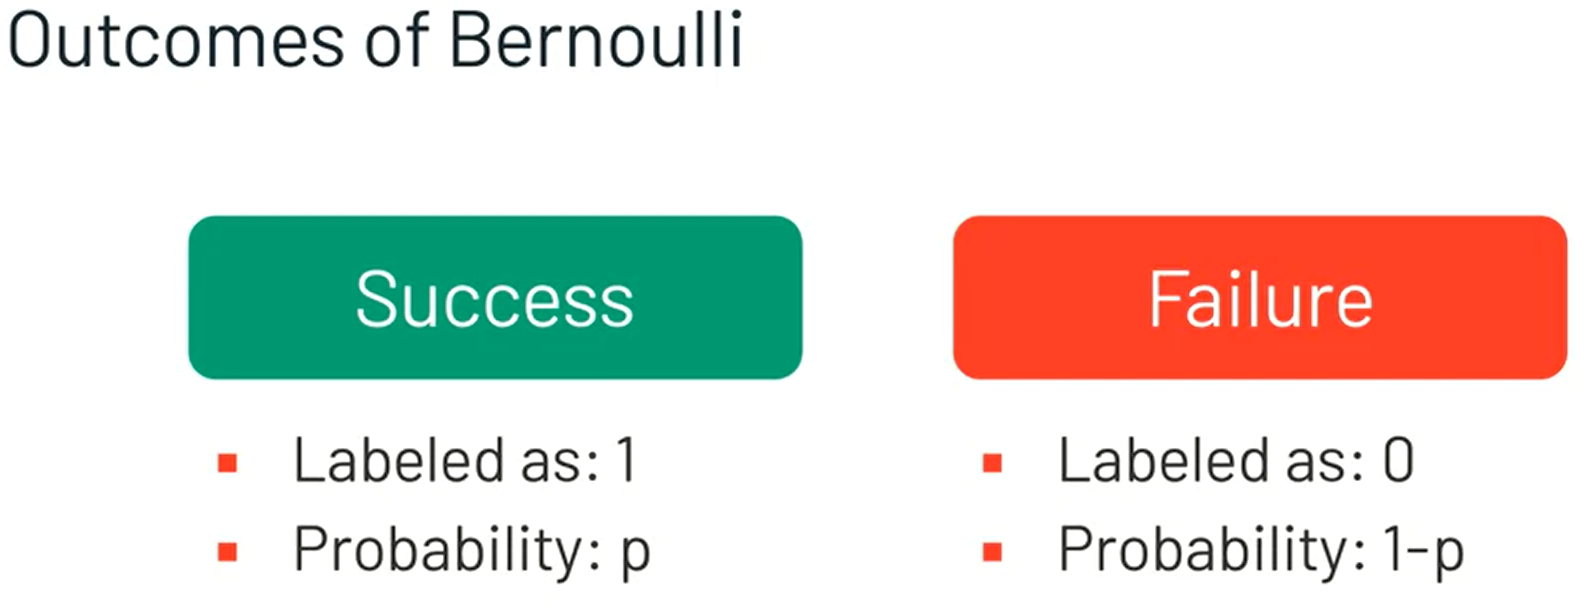 Outcomes of Bernoulli
Success
Labeled as: 1
Probability: p
Failure
Labeled as: 0
Probability: 1-p